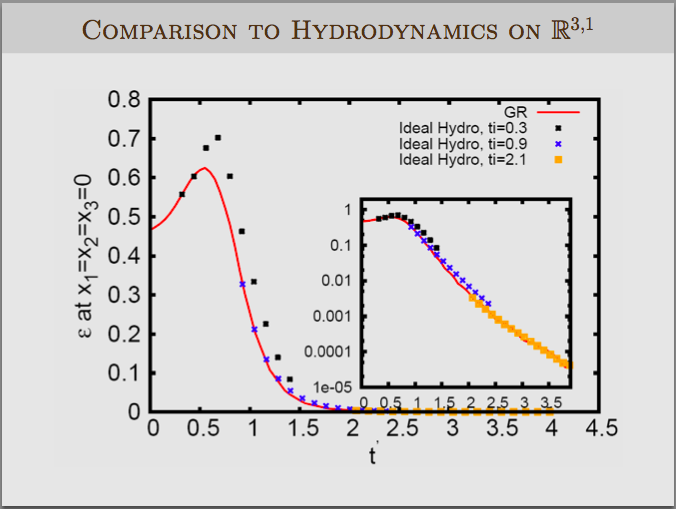 COMPARISON TO HYDRODYNAMICS ON ℝ³,¹
0.8
0.7
0.6
0.5
0.4
0.3
0.2
0.1
0
ε at x₁=x₂=x₃=0
GR
Ideal Hydro, ti=0.3
Ideal Hydro, ti=0.9
Ideal Hydro, ti=2.1
1
0.1
0.01
0.001
0.0001
1e-05
0 0.5 1 1.5 2 2.5 3 3.5
0 0.5 1 1.5 2 2.5 3 3.5 4 4.5
t'